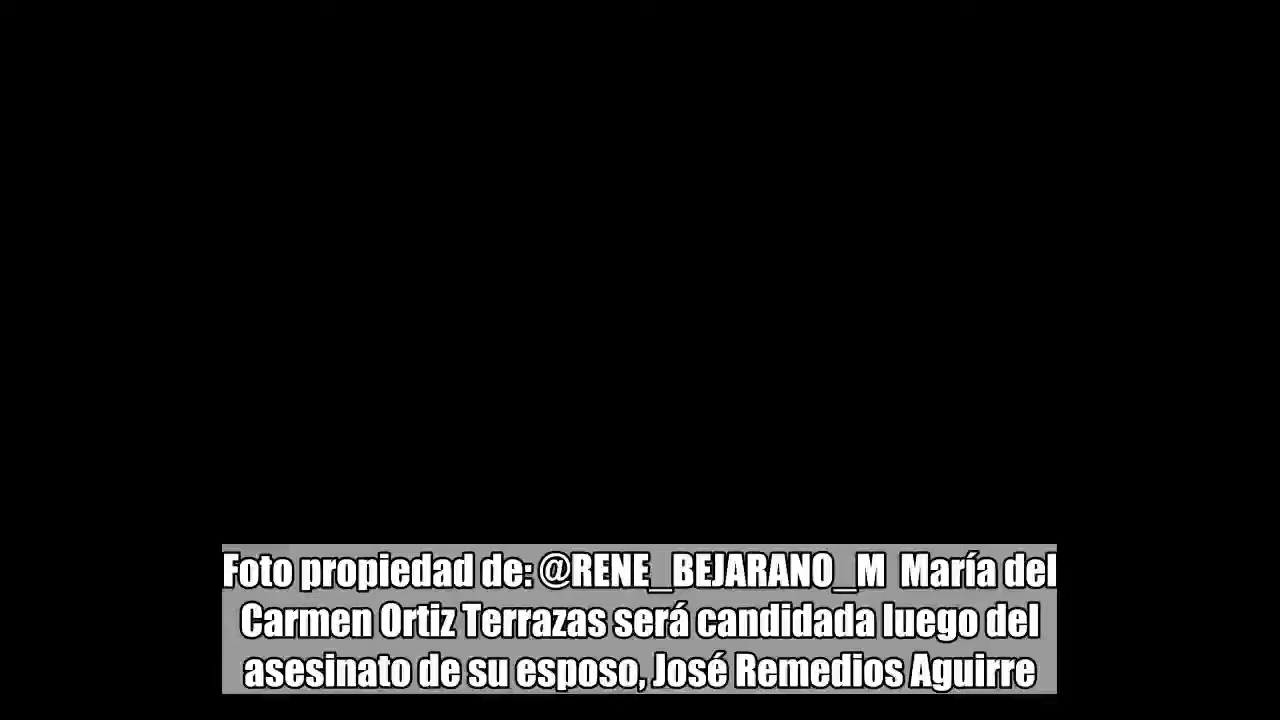 Foto propiedad de: @RENE_BEJARANO_M María del
Carmen Ortiz Terrazas será candidada luego del
asesinato de su esposo, José Remedios Aguirre